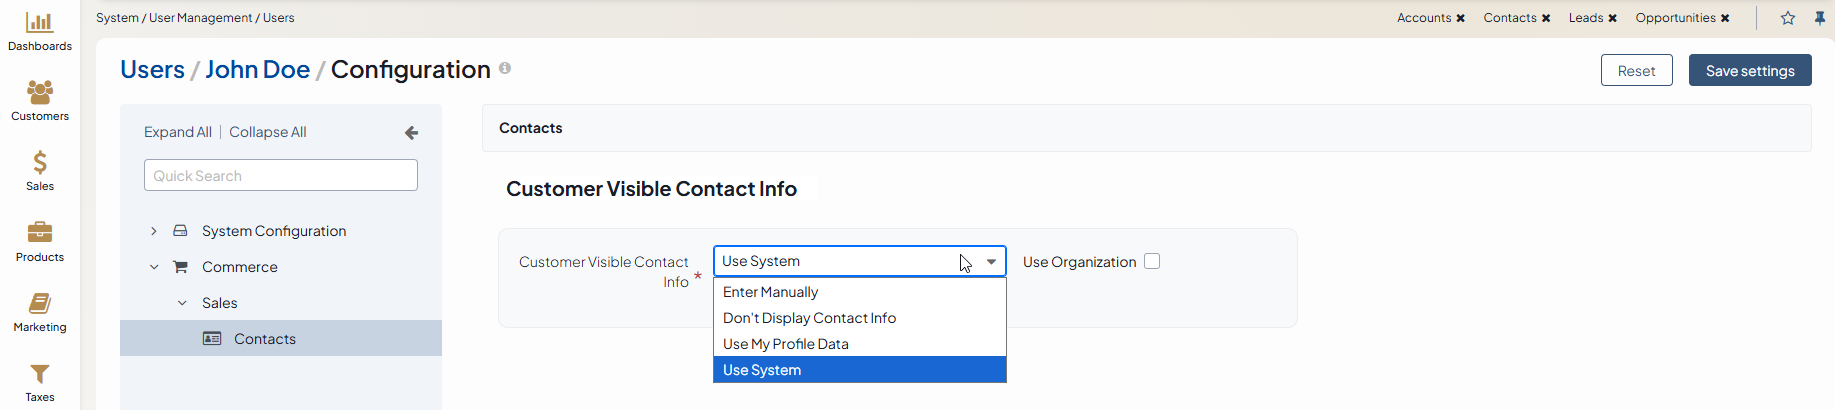 System / User Management / Users
Accounts ✖ Contacts ✖ Leads ✖ Opportunities ✖
Dashboards
Customers
Sales
Products
Marketing
Taxes
Users / John Doe / Configuration
Reset
Save settings
Expand All | Collapse All
Quick Search
System Configuration
Commerce
Sales
Contacts
Contacts
Customer Visible Contact Info
Customer Visible Contact
Info *
Use System
Use Organization
Enter Manually
Don't Display Contact Info
Use My Profile Data
Use System